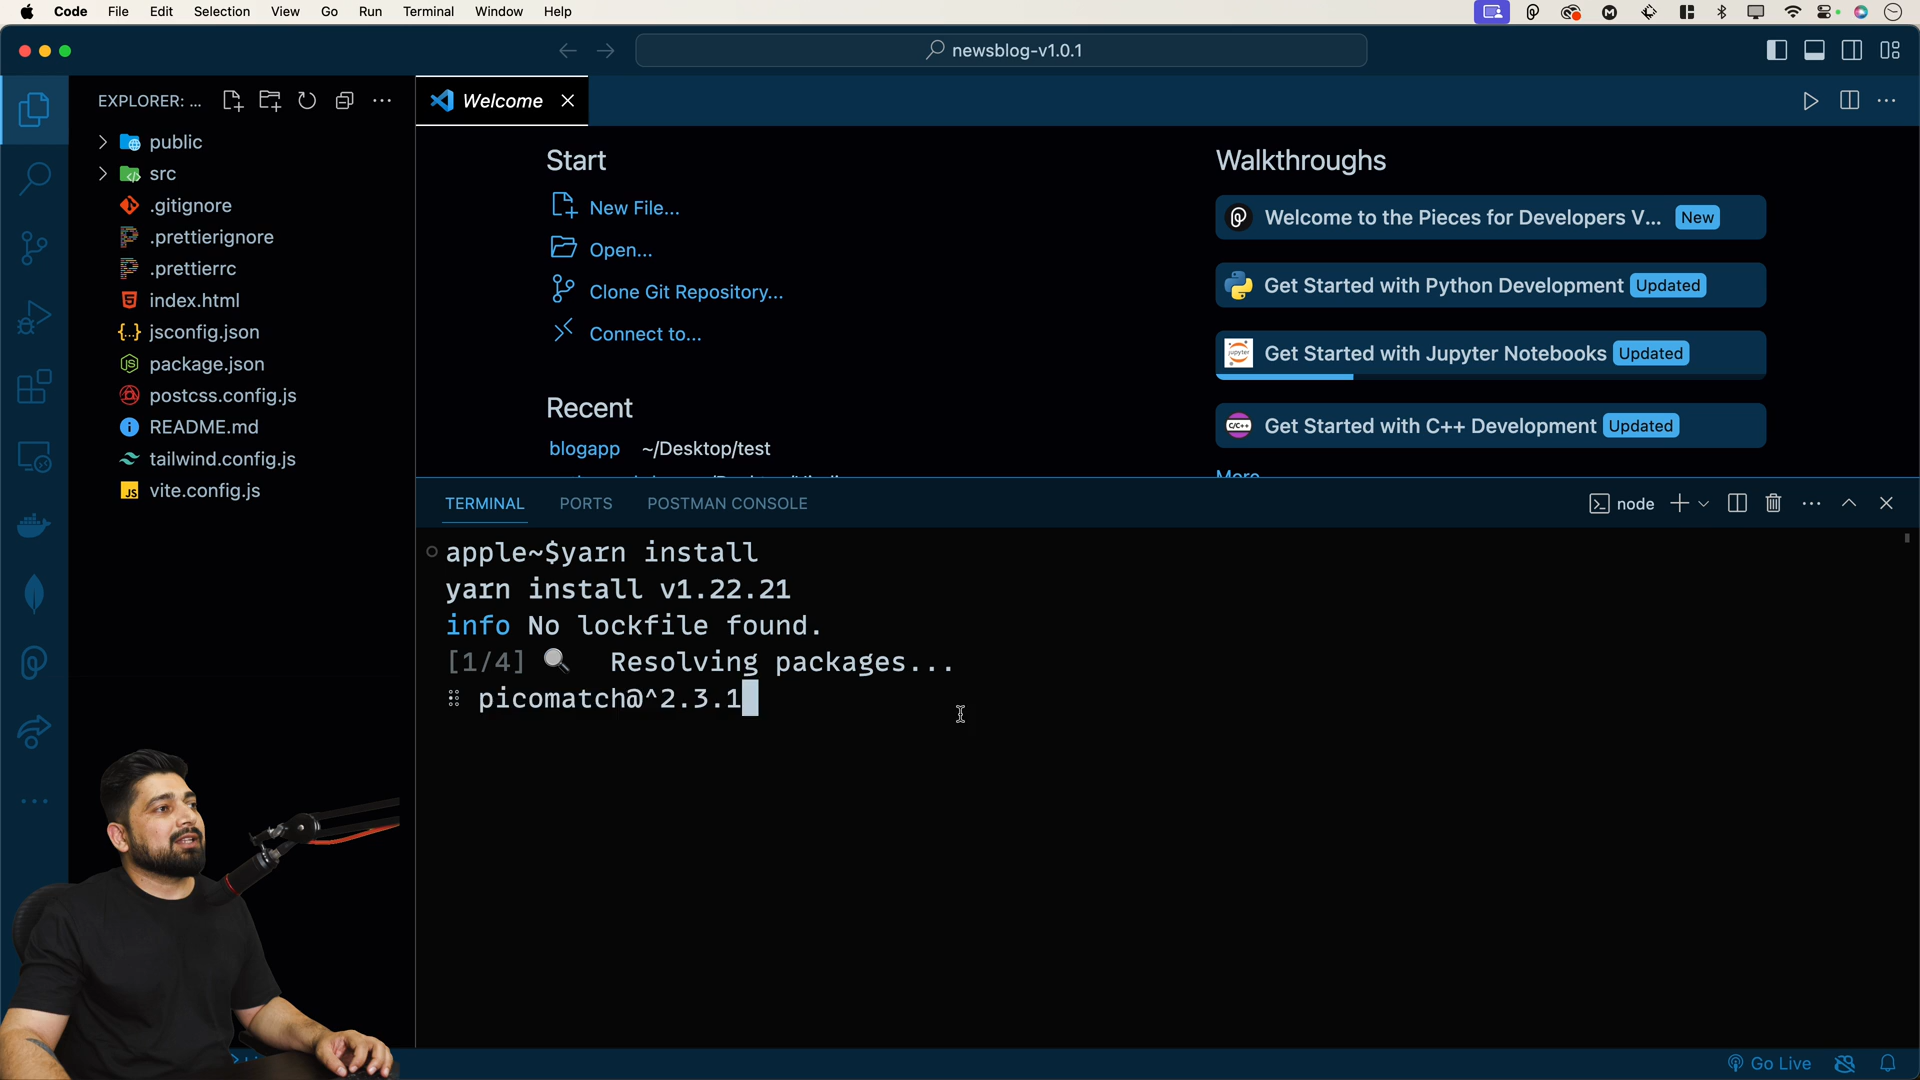 Code File Edit Selection View Go Run Terminal Window Help
newsblog-v1.0.1
EXPLORER: ...
Welcome
public
src
.gitignore
.prettierignore
.prettierrc
index.html
jsconfig.json
package.json
postcss.config.js
README.md
tailwind.config.js
vite.config.js
Start
New File...
Open...
Clone Git Repository...
Connect to...
Recent
blogapp ~/Desktop/test
Walkthroughs
Welcome to the Pieces for Developers V... New
Get Started with Python Development Updated
Get Started with Jupyter Notebooks Updated
Get Started with C++ Development Updated
More...
TERMINAL PORTS POSTMAN CONSOLE
node
apple~$yarn install
yarn install v1.22.21
info No lockfile found.
[1/4] 🔍 Resolving packages...
⠿ picomatch@^2.3.1
Go Live